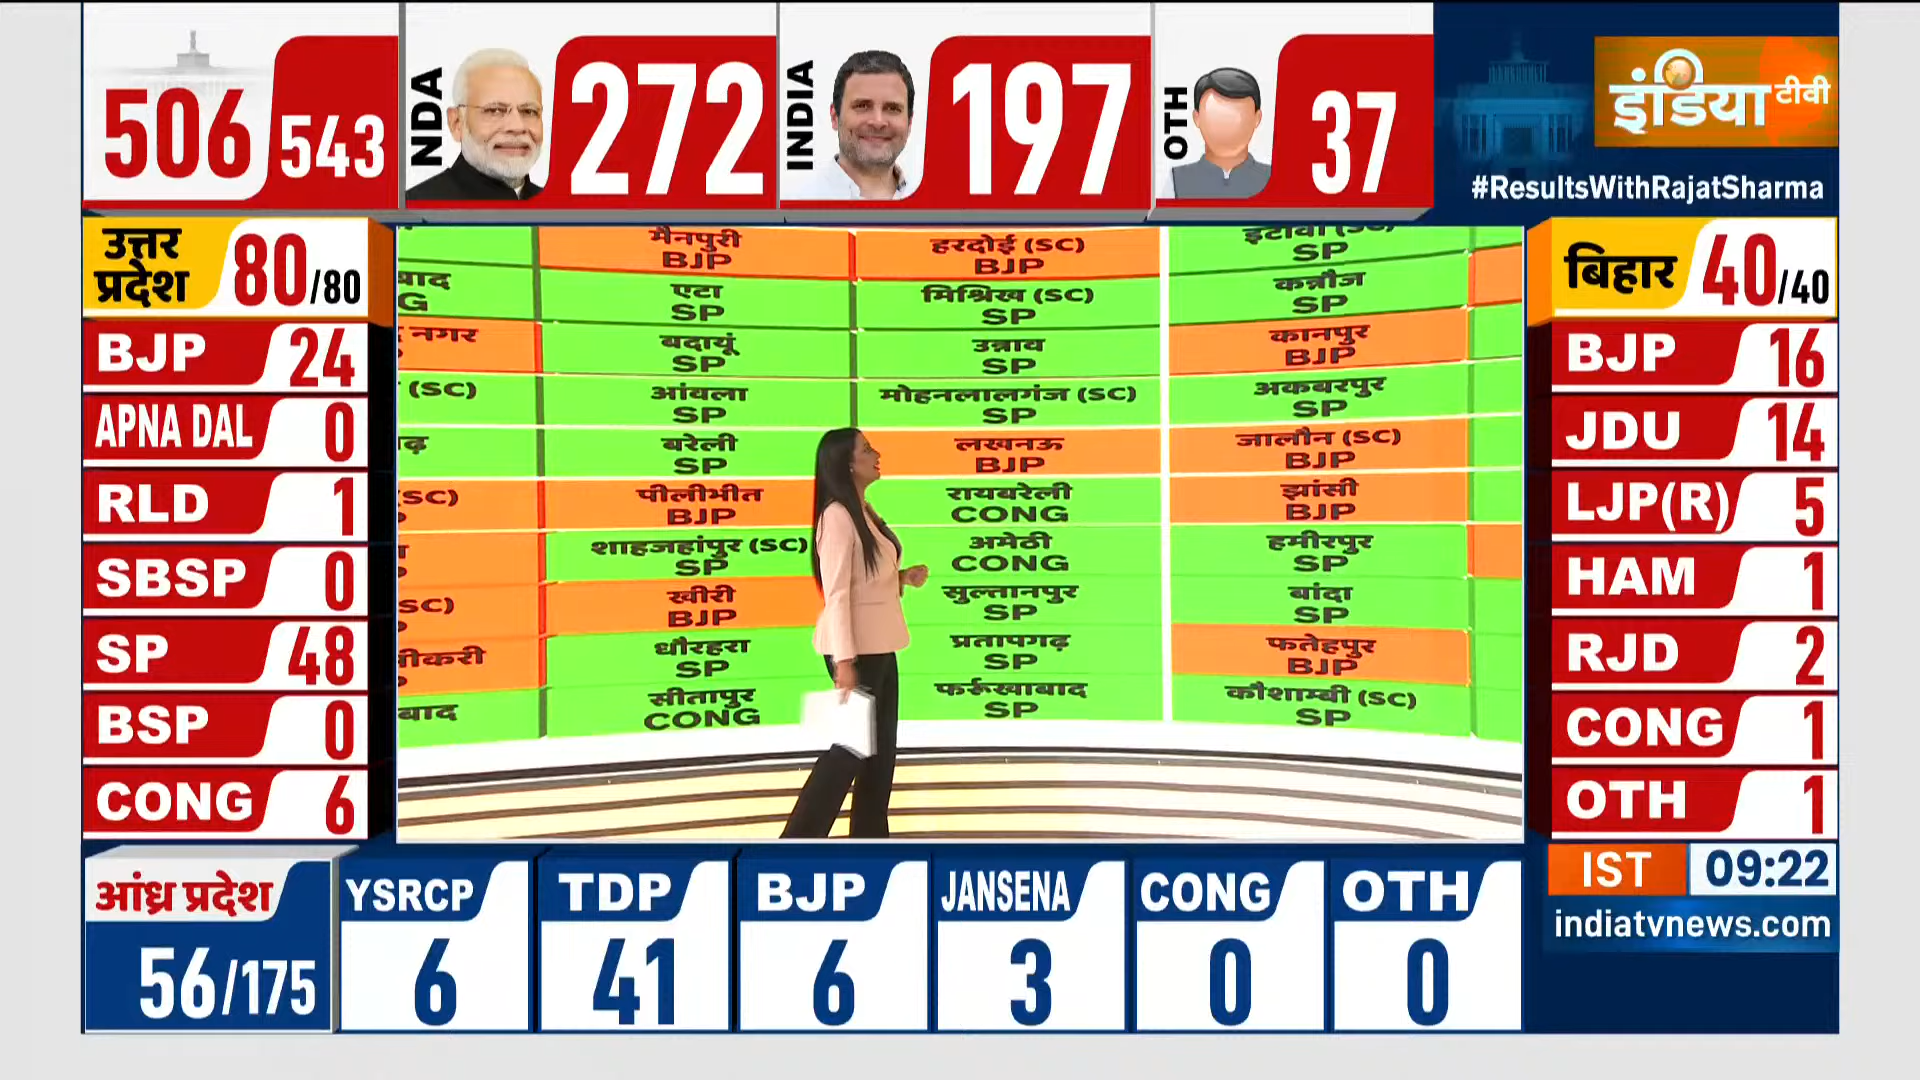 506 543
NDA 272
INDIA 197
OTH 37
इंडिया टीवी
#ResultsWithRajatSharma
उत्तर प्रदेश 80/80
BJP 24
APNA DAL 0
RLD 1
SBSP 0
SP 48
BSP 0
CONG 6
बाद
G
नगर
(SC)
ढ़
(SC)
SC)
ीकरी
बाद
मैनपुरी
BJP
एटा
SP
बदायूं
SP
आंवला
SP
बरेली
SP
पीलीभीत
BJP
शाहजहांपुर (SC)
SP
खीरी
BJP
धौरहरा
SP
सीतापुर
CONG
हरदोई (SC)
BJP
मिश्रिख (SC)
SP
उन्नाव
SP
मोहनलालगंज (SC)
SP
लखनऊ
BJP
रायबरेली
CONG
अमेठी
CONG
सुल्तानपुर
SP
प्रतापगढ़
SP
फर्रूखाबाद
SP
इटावा (SC)
SP
कन्नौज
SP
कानपुर
BJP
अकबरपुर
SP
जालौन (SC)
BJP
झांसी
BJP
हमीरपुर
SP
बांदा
SP
फतेहपुर
BJP
कौशाम्बी (SC)
SP
बिहार 40/40
BJP 16
JDU 14
LJP(R) 5
HAM 1
RJD 2
CONG 1
OTH 1
IST 09:22
indiatvnews.com
आंध्र प्रदेश
56/175
YSRCP 6
TDP 41
BJP 6
JANSENA 3
CONG 0
OTH 0